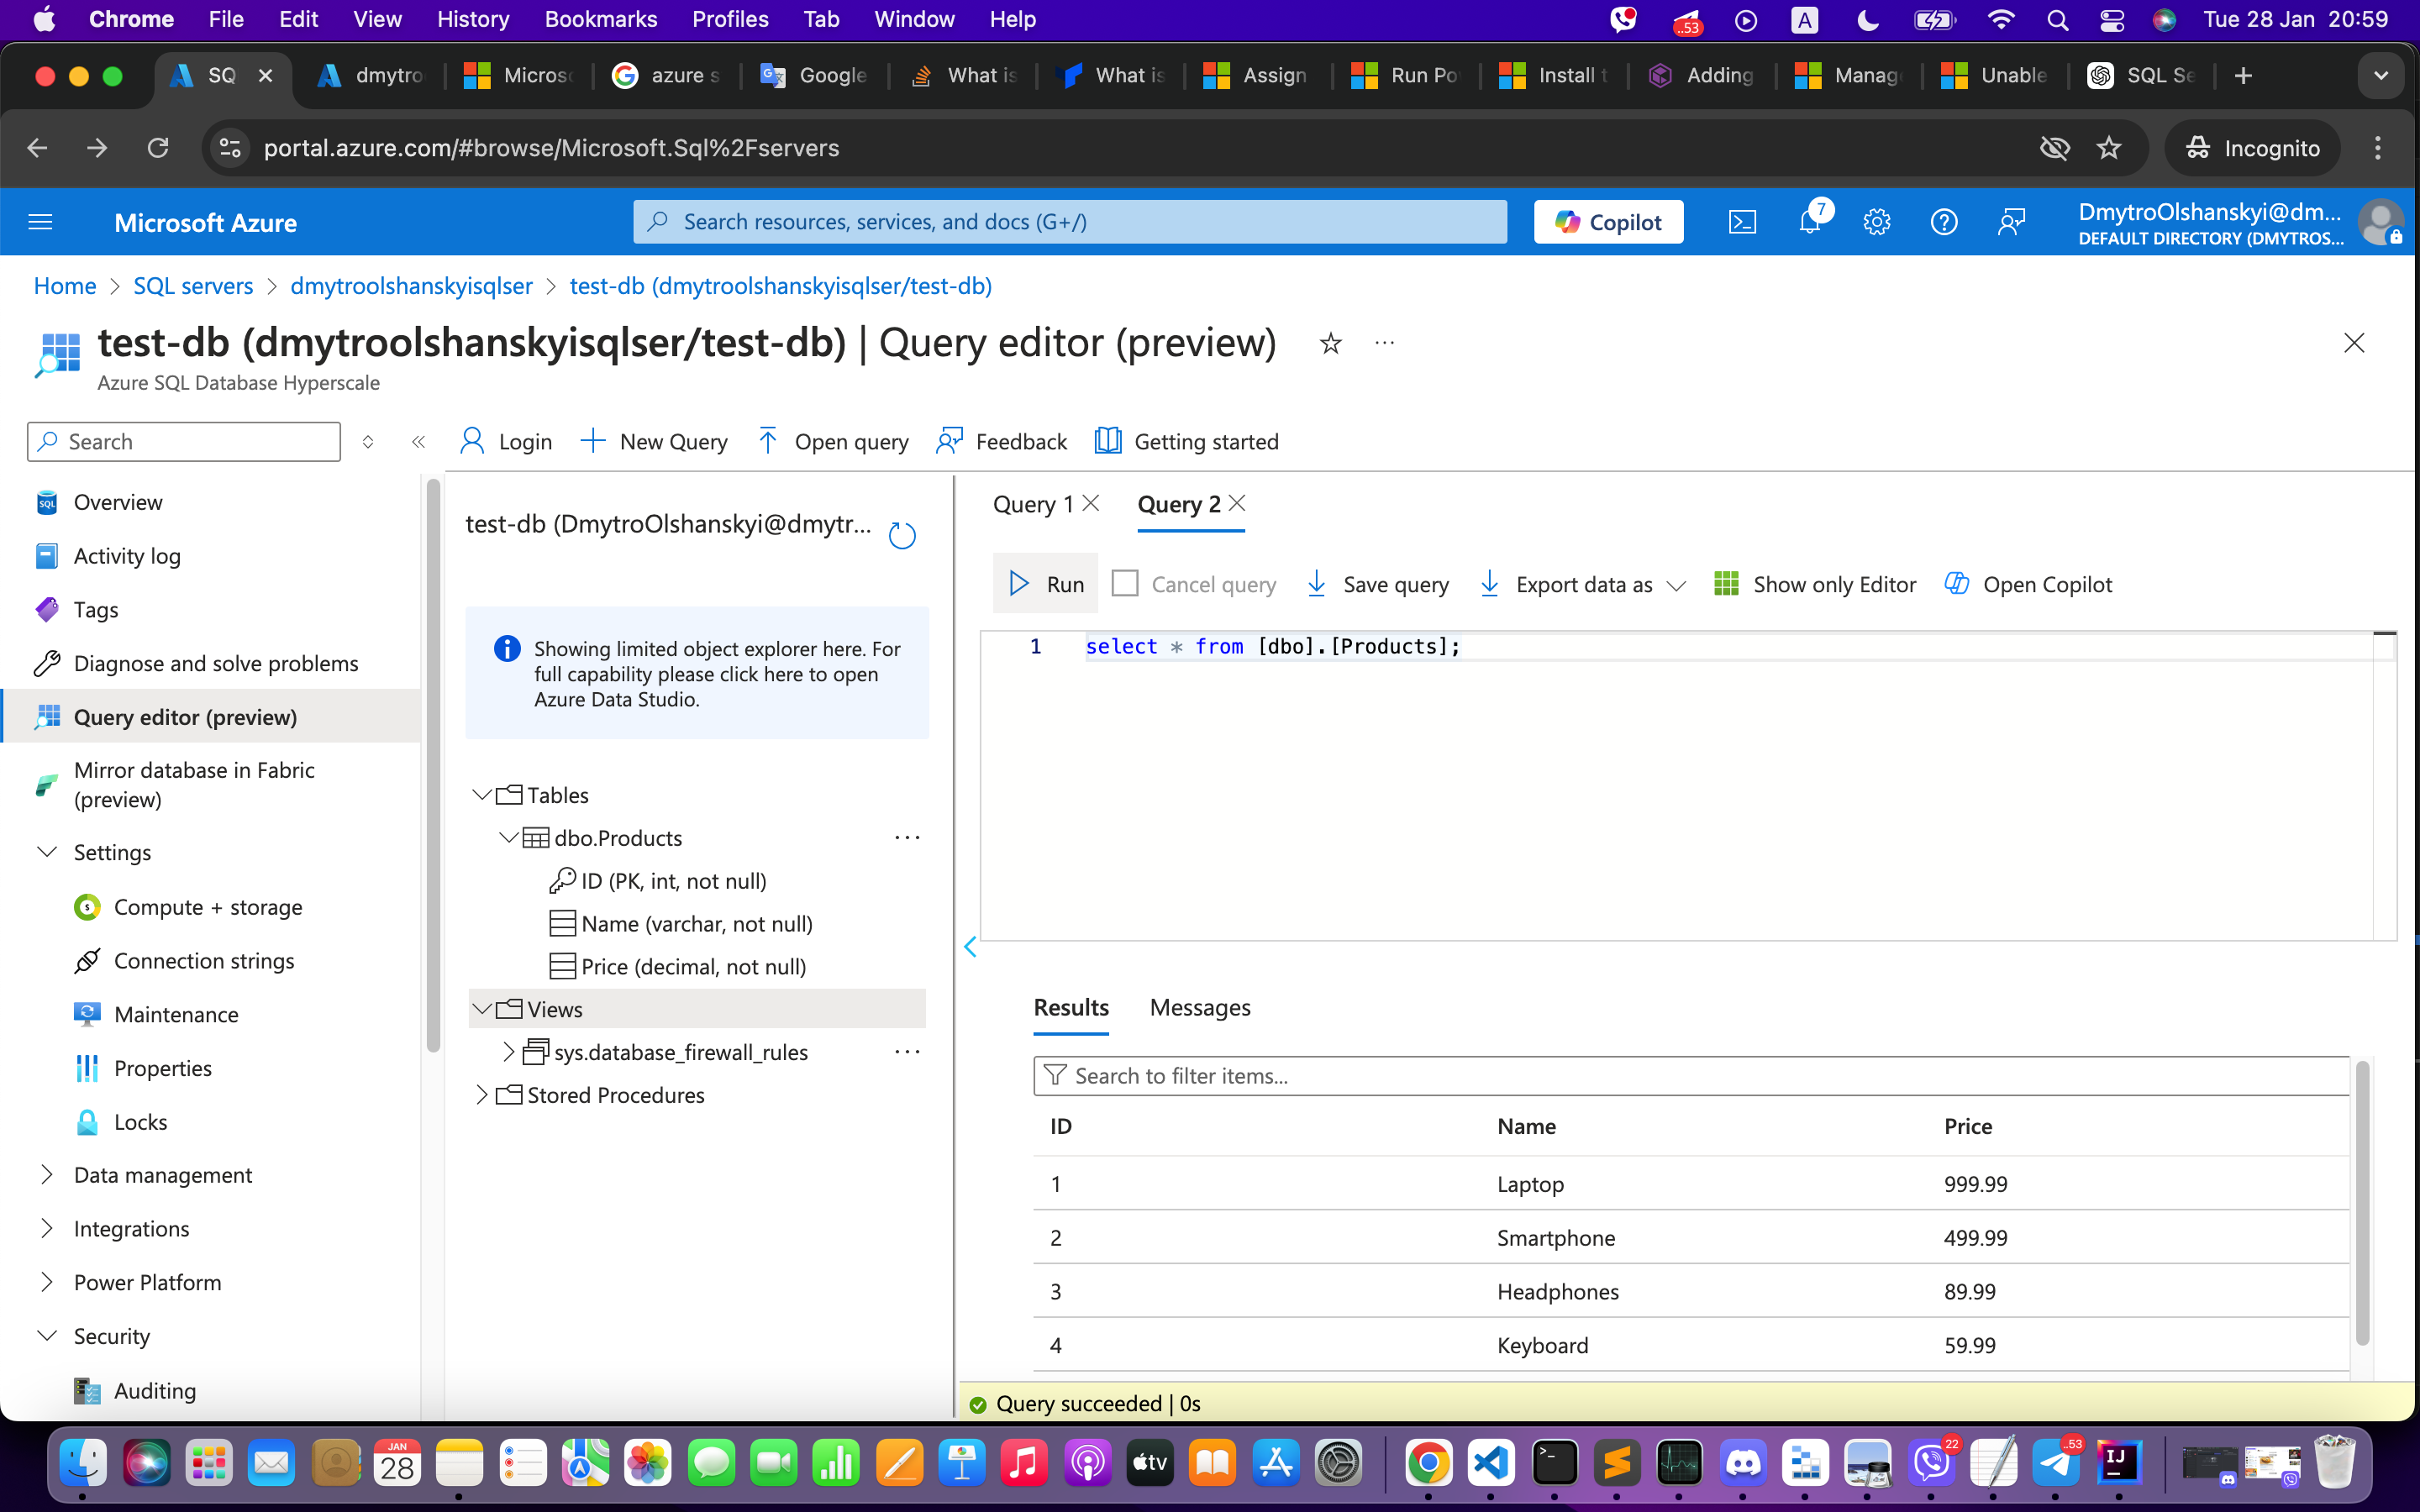 Chrome File Edit View History Bookmarks Profiles Tab Window Help ..53 A Tue 28 Jan 20:59
SQ dmytro Micros azure s Google What is What is Assign Run Po Install t Adding Manag Unable SQL Se
portal.azure.com/#browse/Microsoft.Sql%2Fservers Incognito
Microsoft Azure Search resources, services, and docs (G+/) Copilot 7 DmytroOlshanskyi@dm...
DEFAULT DIRECTORY (DMYTROS...
Home > SQL servers > dmytroolshanskyisqlser > test-db (dmytroolshanskyisqlser/test-db)
test-db (dmytroolshanskyisqlser/test-db) | Query editor (preview) ...
Azure SQL Database Hyperscale
Search Login New Query Open query Feedback Getting started
Overview
Activity log
Tags
Diagnose and solve problems
Query editor (preview)
Mirror database in Fabric
(preview)
Settings
Compute + storage
Connection strings
Maintenance
Properties
Locks
Data management
Integrations
Power Platform
Security
Auditing
test-db (DmytroOlshanskyi@dmytr...
Showing limited object explorer here. For
full capability please click here to open
Azure Data Studio.
Tables
dbo.Products ...
ID (PK, int, not null)
Name (varchar, not null)
Price (decimal, not null)
Views
sys.database_firewall_rules ...
Stored Procedures
Query 1 Query 2
Run Cancel query Save query Export data as Show only Editor Open Copilot
1 select * from [dbo].[Products];
Results Messages
Search to filter items...
ID Name Price
1 Laptop 999.99
2 Smartphone 499.99
3 Headphones 89.99
4 Keyboard 59.99
Query succeeded | 0s
JAN
28
tv
22
..53
IJ